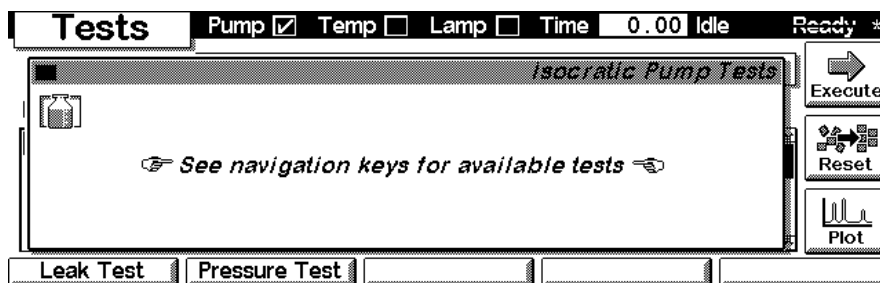 Tests Pump Temp Lamp Time 0.00 Idle Ready *
Isocratic Pump Tests
Execute
See navigation keys for available tests
Reset
Plot
Leak Test Pressure Test